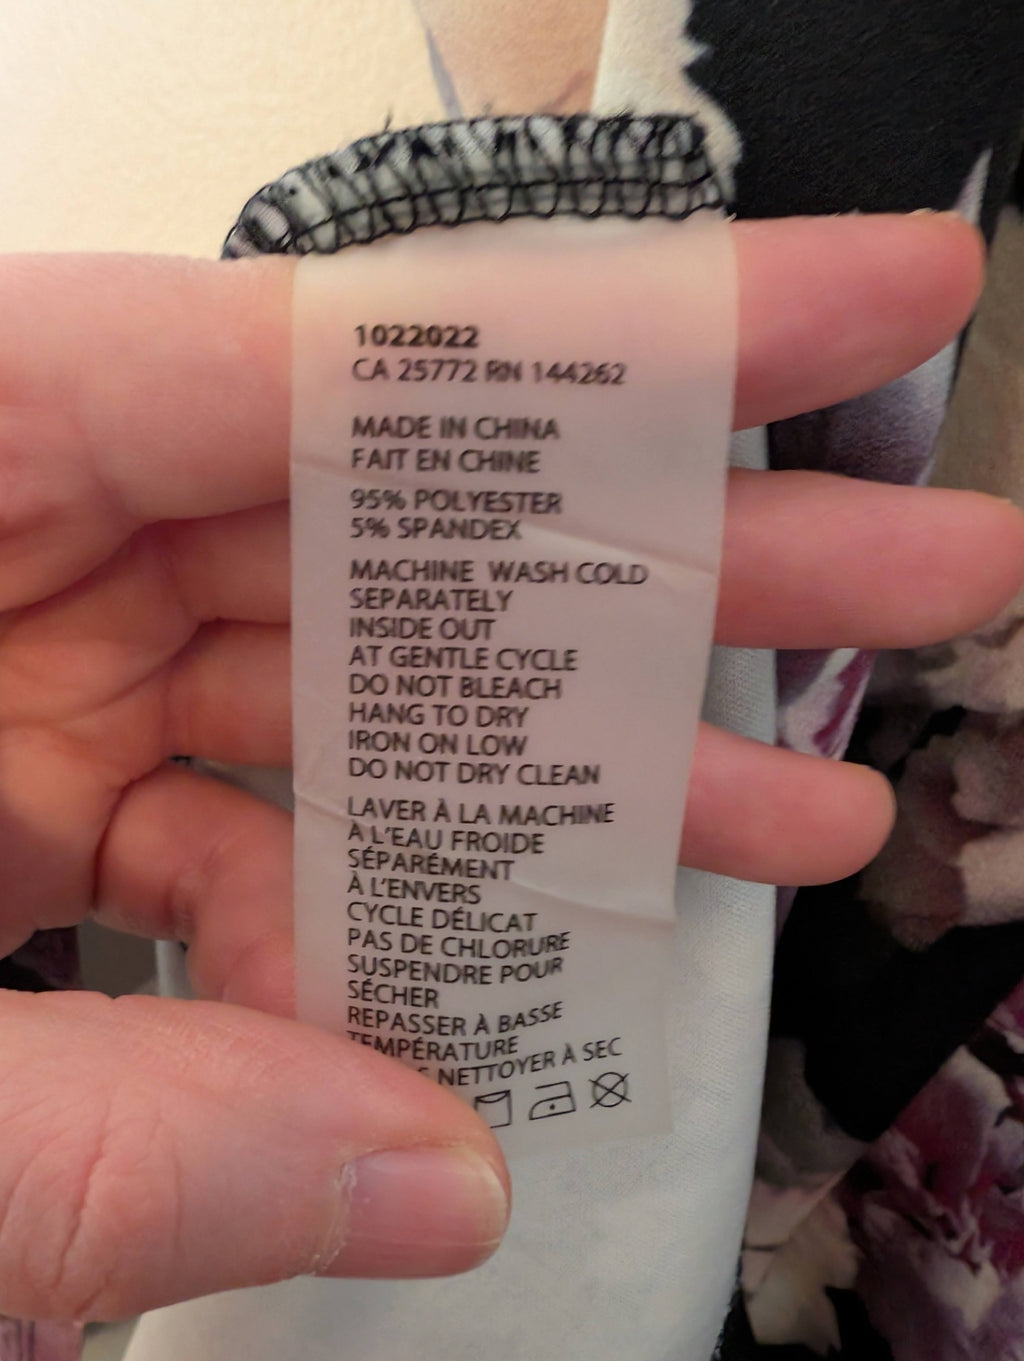 1022022
CA 25772 RN 144262
MADE IN CHINA
FAIT EN CHINE
95% POLYESTER
5% SPANDEX
MACHINE WASH COLD
SEPARATELY
INSIDE OUT
AT GENTLE CYCLE
DO NOT BLEACH
HANG TO DRY
IRON ON LOW
DO NOT DRY CLEAN
LAVER À LA MACHINE
À L'EAU FROIDE
SÉPARÉMENT
À L'ENVERS
CYCLE DÉLICAT
PAS DE CHLORURE
SUSPENDRE POUR
SÉCHER
REPASSER À BASSE
TEMPÉRATURE
NETTOYER À SEC